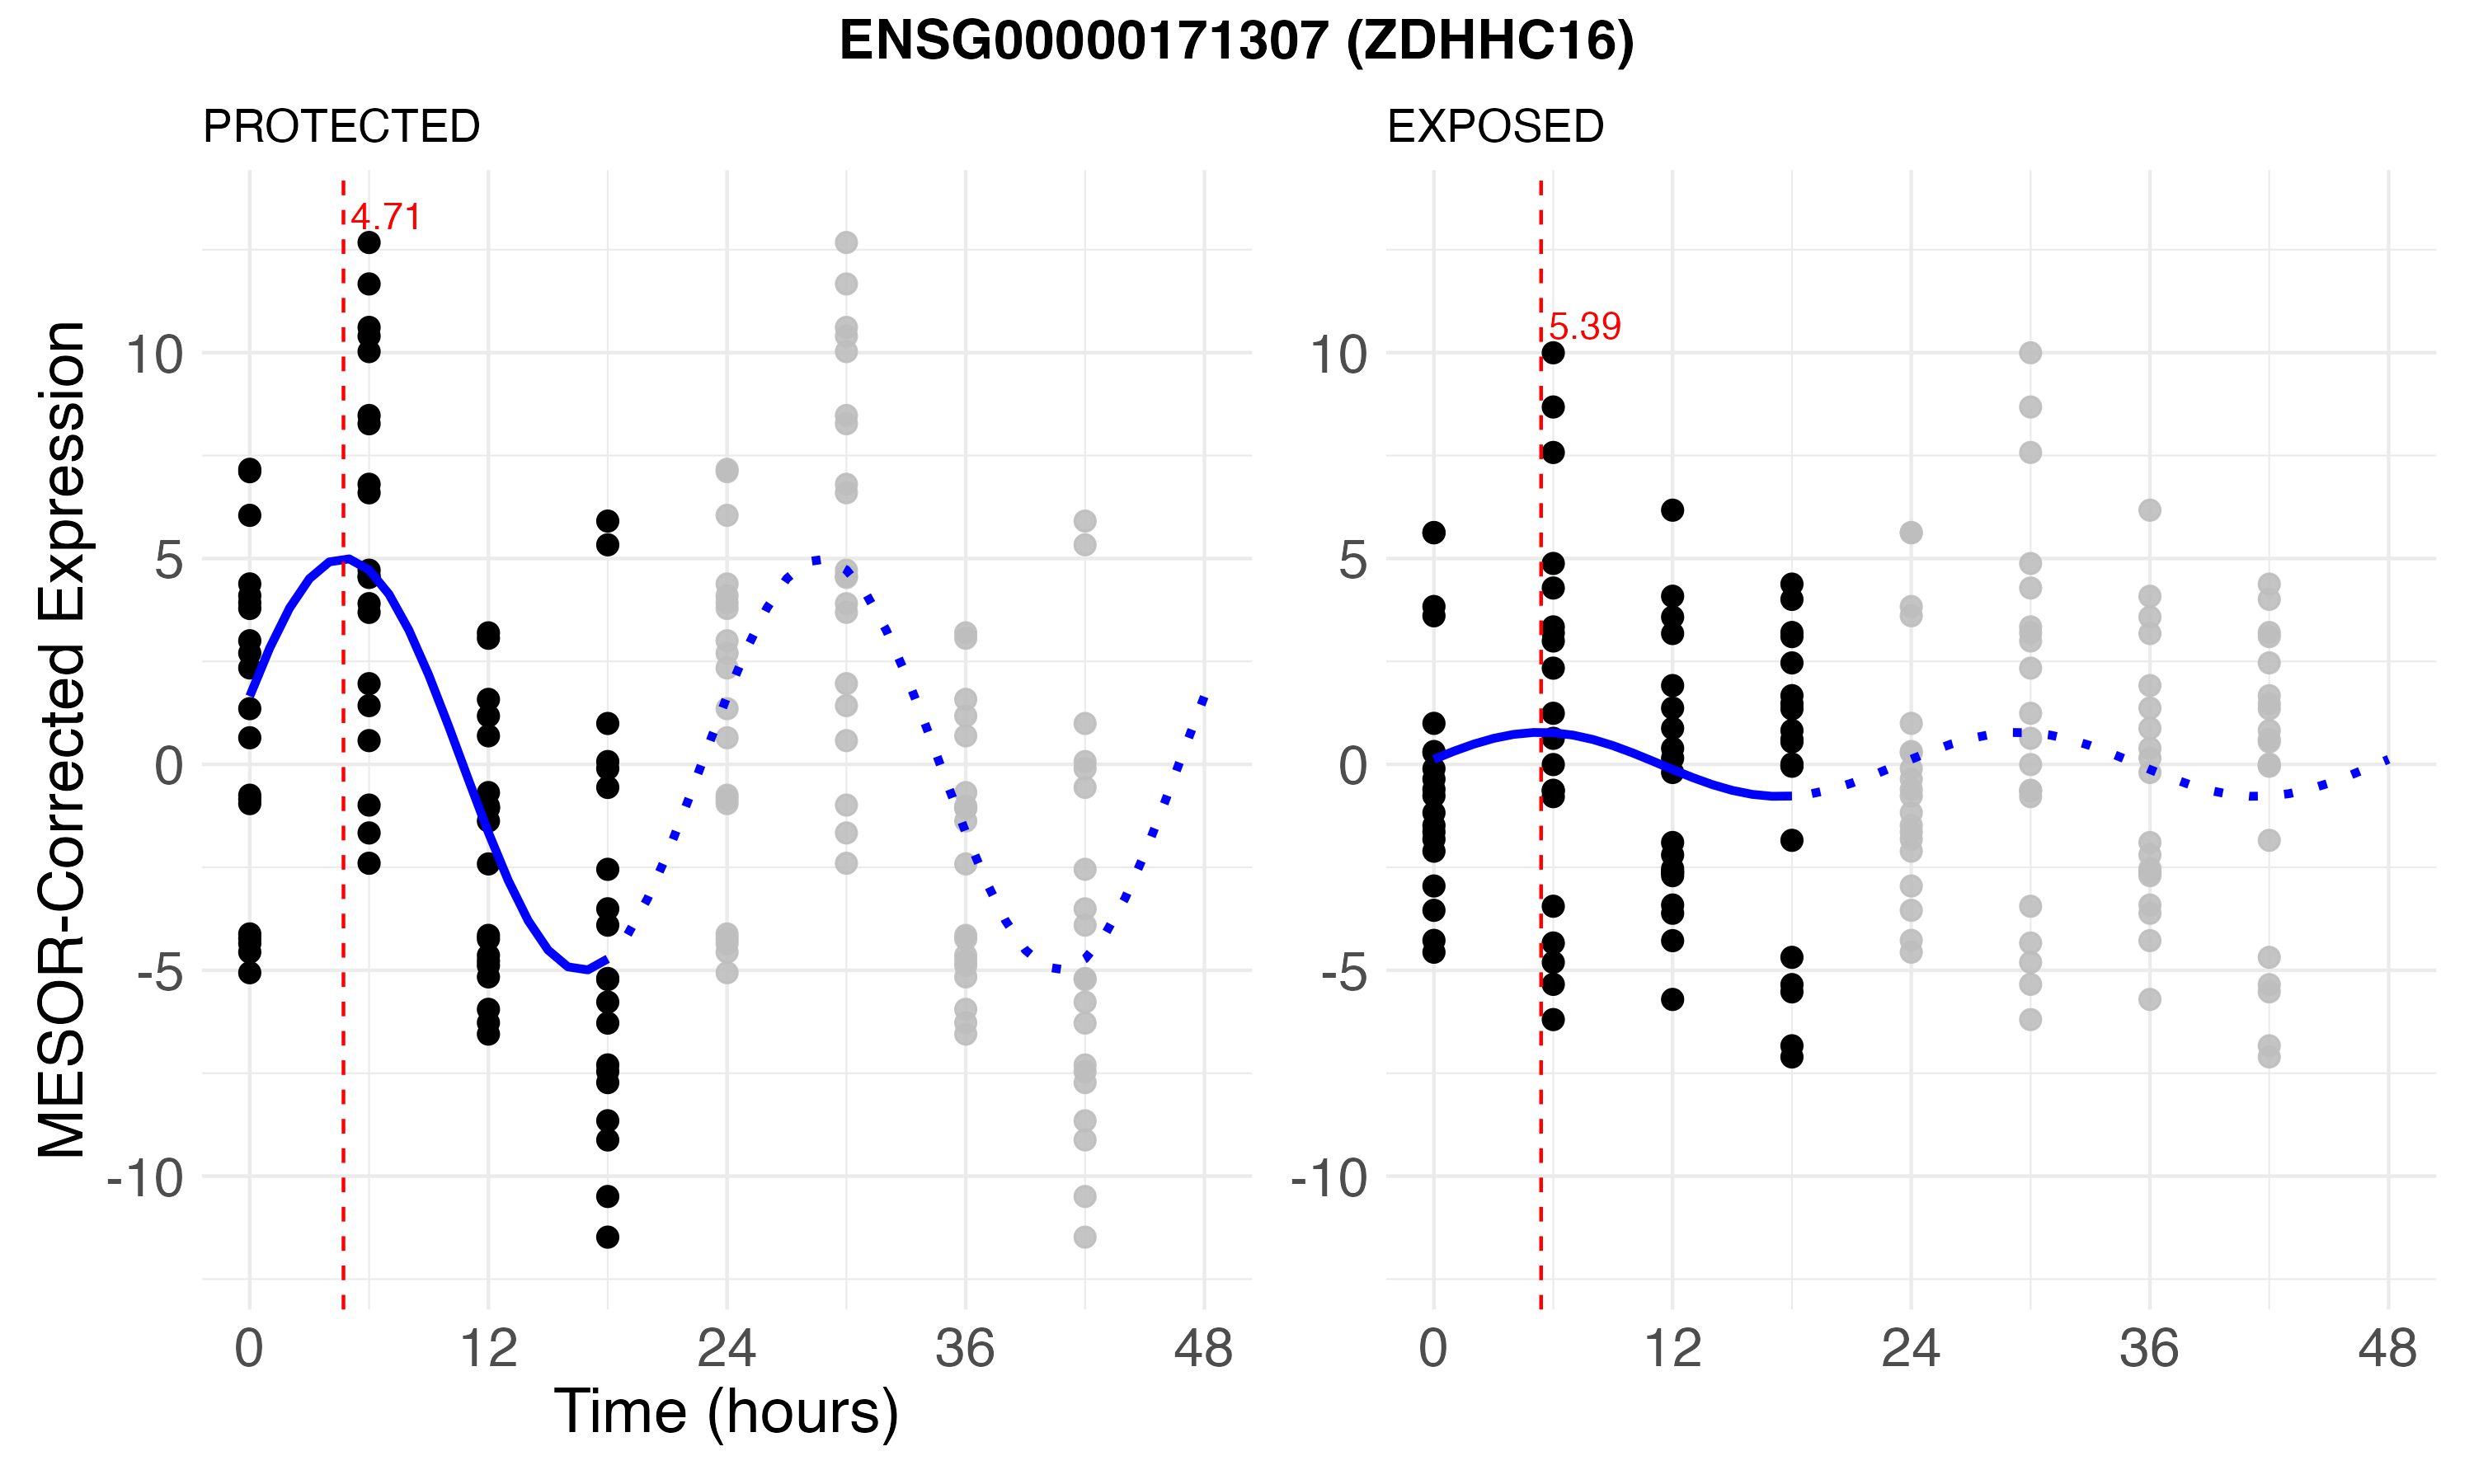 ENSG00000171307 (ZDHHC16)
PROTECTED
EXPOSED
MESOR-Corrected Expression
4.71
10
5
0
-5
-10
0 12 24 36 48
Time (hours)
5.39
10
5
0
-5
-10
0 12 24 36 48